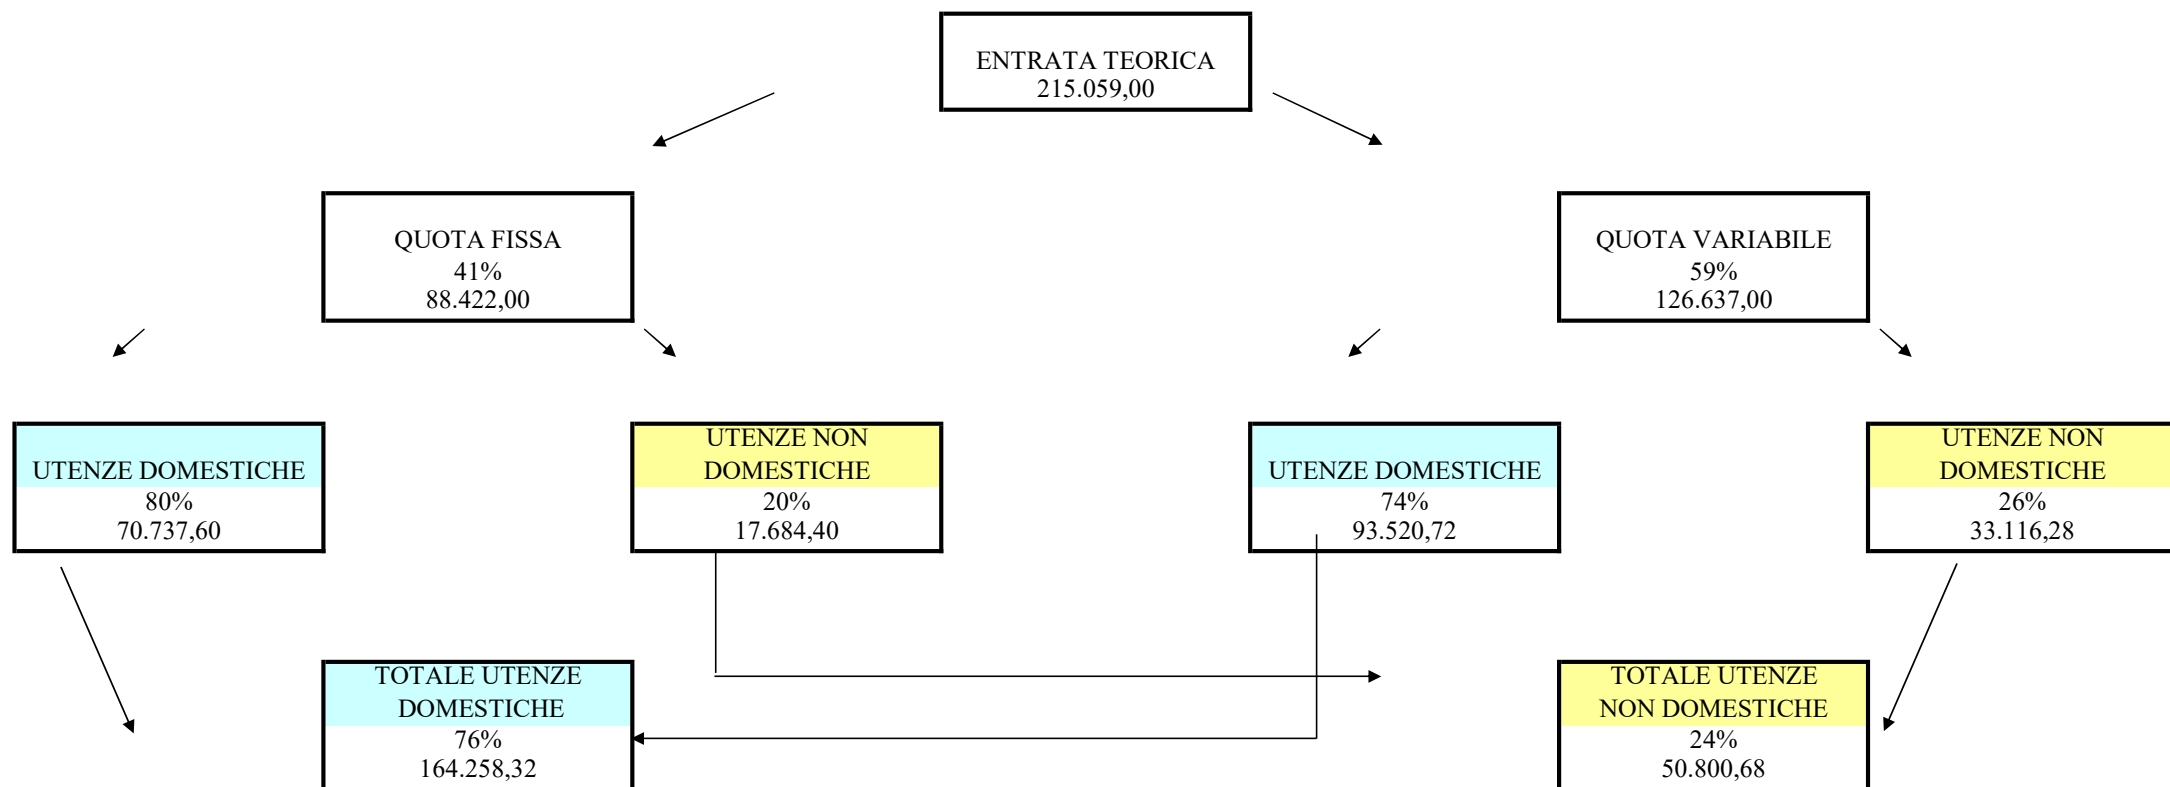 ENTRATA TEORICA
215.059,00
QUOTA FISSA
41%
88.422,00
QUOTA VARIABILE
59%
126.637,00
UTENZE DOMESTICHE
80%
70.737,60
UTENZE NON
DOMESTICHE
20%
17.684,40
UTENZE DOMESTICHE
74%
93.520,72
UTENZE NON
DOMESTICHE
26%
33.116,28
TOTALE UTENZE
DOMESTICHE
76%
164.258,32
TOTALE UTENZE
NON DOMESTICHE
24%
50.800,68